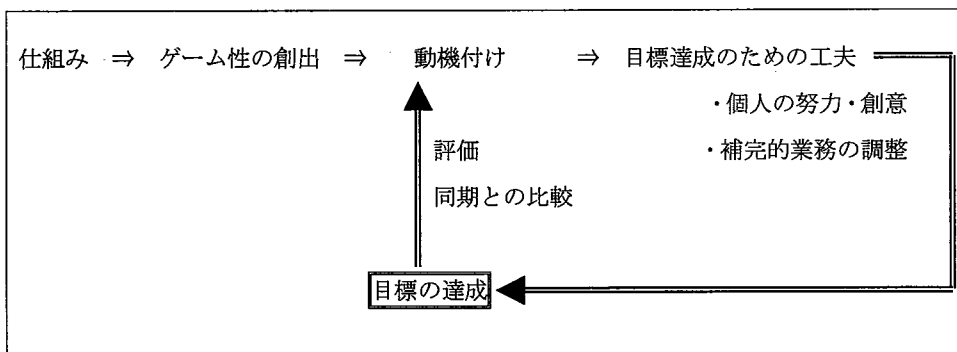 仕組み ⇒ ゲーム性の創出 ⇒ 動機付け ⇒ 目標達成のための工夫
・個人の努力・創意
・補完的業務の調整
評価
同期との比較
目標の達成